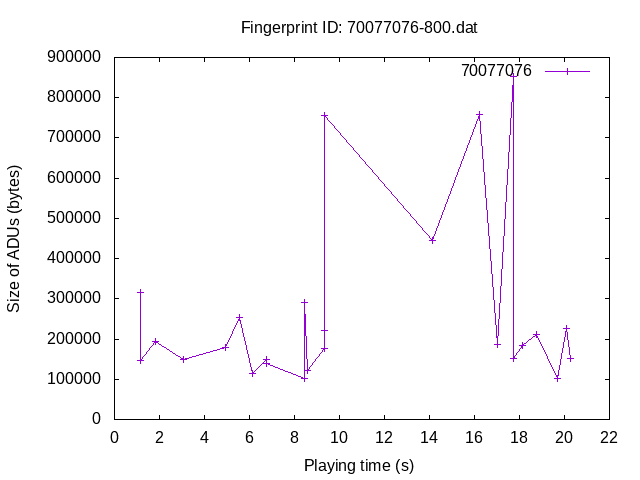 Fingerprint ID: 70077076-800.dat
70077076
900000
800000
700000
600000
500000
400000
300000
200000
100000
0
Size of ADUs (bytes)
0 2 4 6 8 10 12 14 16 18 20 22
Playing time (s)